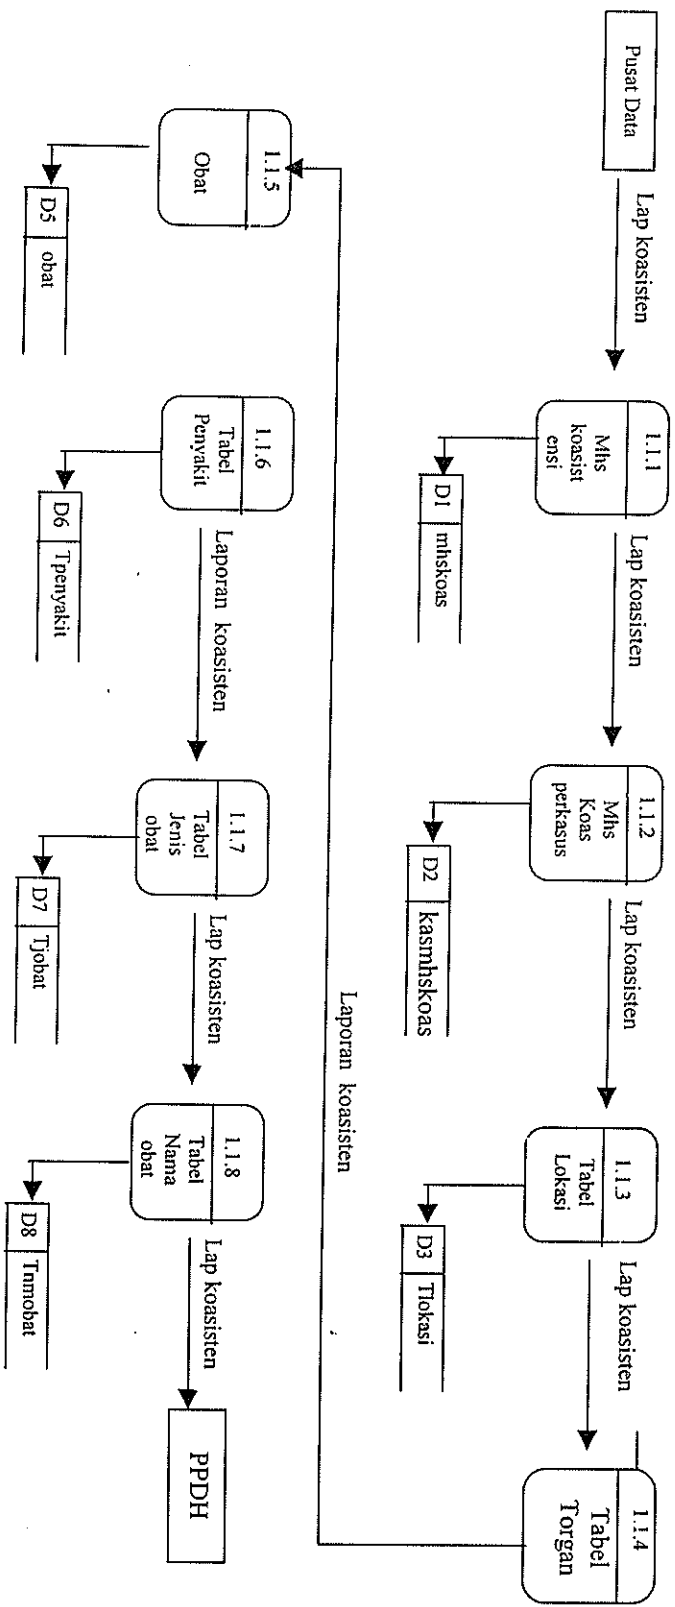 Pusat Data
Lap koasisten
1.1.1
Mhs
koasist
ensi
D1 mhskoas
Lap koasisten
1.1.2
Mhs
Koas
perkasus
D2 kasmhskoas
Lap koasisten
1.1.3
Tabel
Lokasi
D3 Tlokasi
Lap koasisten
1.1.4
Tabel
Torgan
Laporan koasisten
1.1.5
Obat
D5 obat
1.1.6
Tabel
Penyakit
D6 Tpenyakit
Laporan koasisten
1.1.7
Tabel
Jenis
obat
D7 Tjobat
Lap koasisten
1.1.8
Tabel
Nama
obat
D8 Tnmobat
Lap koasisten
PPDH